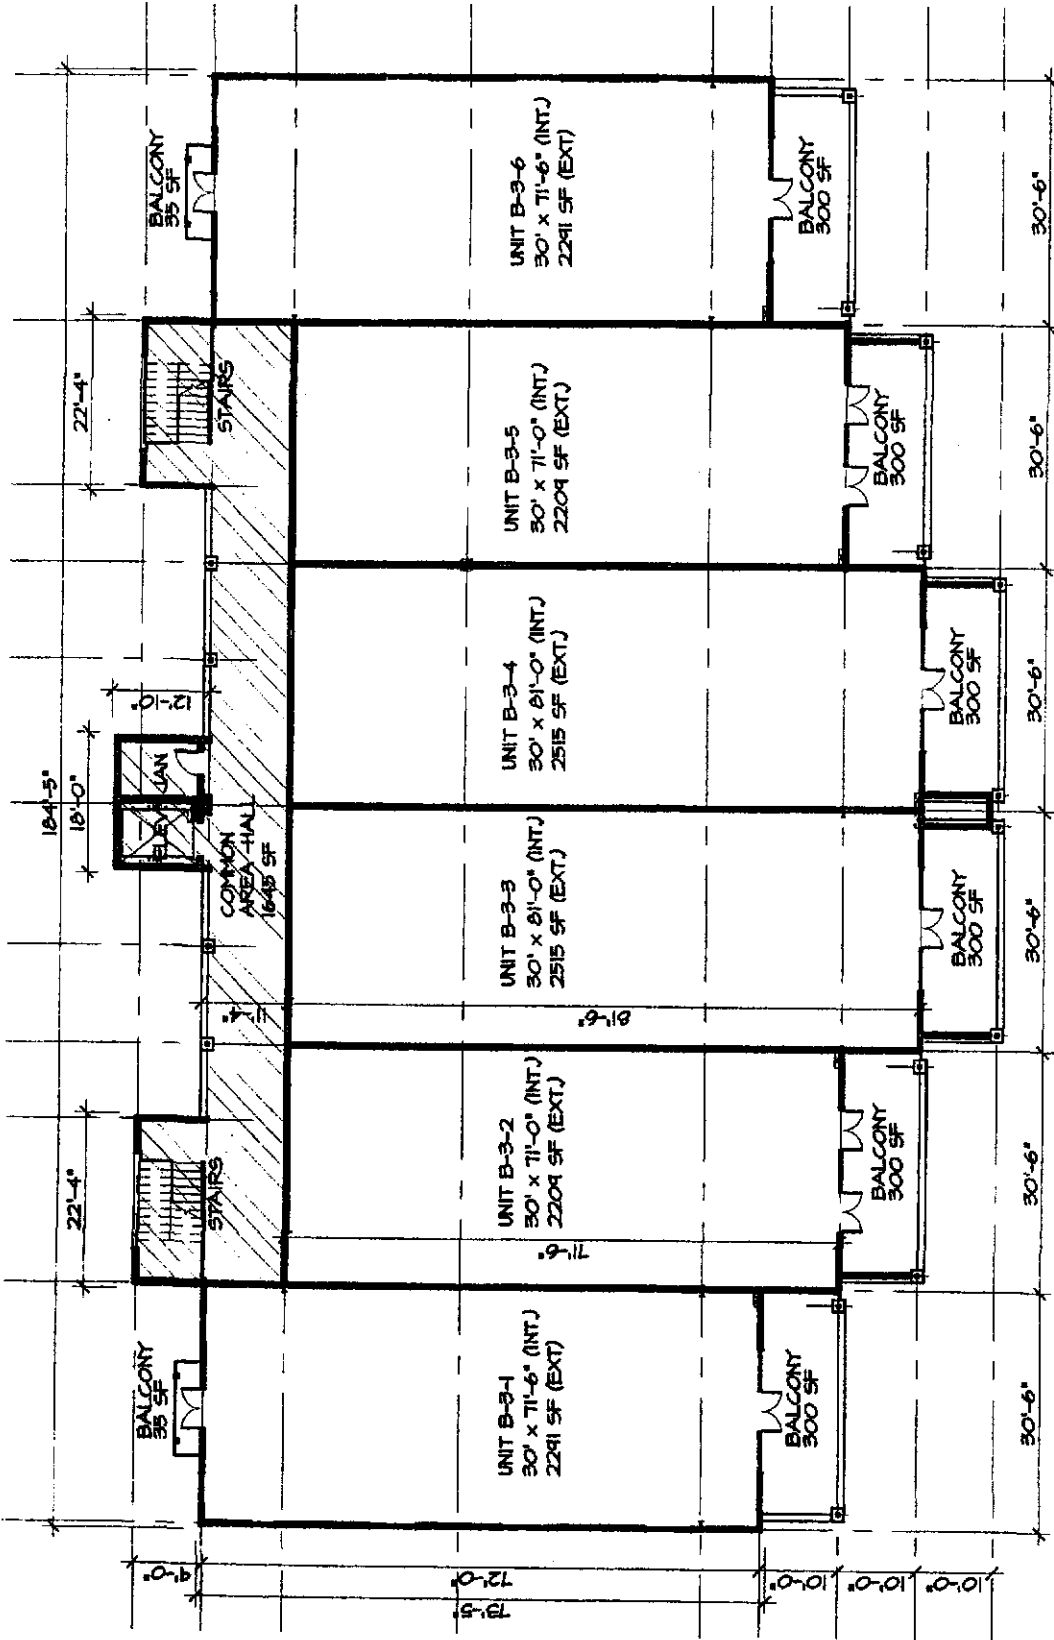 BALCONY
35 SF
UNIT B-3-6
30' x 71'-6" (INT.)
2291 SF (EXT)
BALCONY
300 SF
30'-6"
22'-4"
STAIRS
UNIT B-3-5
30' x 71'-0" (INT.)
2209 SF (EXT.)
BALCONY
300 SF
30'-6"
12'-10"
UNIT B-3-4
30' x 81'-0" (INT.)
2515 SF (EXT.)
BALCONY
300 SF
30'-6"
184'-5"
18'-0"
JAN
ELEV
COMMON
AREA -HALL
1645 SF
UNIT B-3-3
30' x 81'-0" (INT.)
2515 SF (EXT.)
BALCONY
300 SF
30'-6"
11'-4"
81'-6"
22'-4"
STAIRS
UNIT B-3-2
30' x 71'-0" (INT.)
2209 SF (EXT.)
71'-6"
BALCONY
300 SF
30'-6"
BALCONY
35 SF
UNIT B-3-1
30' x 71'-6" (INT.)
2291 SF (EXT)
BALCONY
300 SF
30'-6"
9'-0"
72'-0"
73'-5"
10'-0"
10'-0"
10'-0"